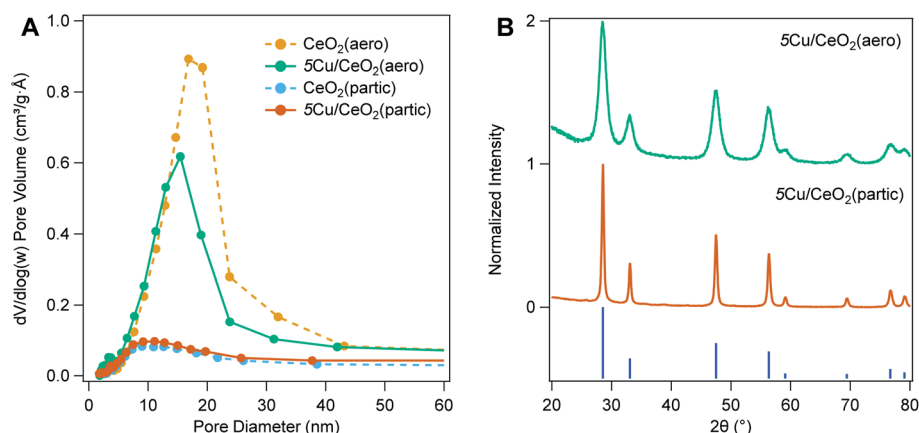 A
dV/dlog(w) Pore Volume (cm³/g·Å)
1.0
0.8
0.6
0.4
0.2
0.0
0
10
20
30
40
50
60
Pore Diameter (nm)
CeO₂(aero)
5Cu/CeO₂(aero)
CeO₂(partic)
5Cu/CeO₂(partic)
B
Normalized Intensity
2
1
0
5Cu/CeO₂(aero)
5Cu/CeO₂(partic)
20
30
40
50
60
70
80
2θ (°)